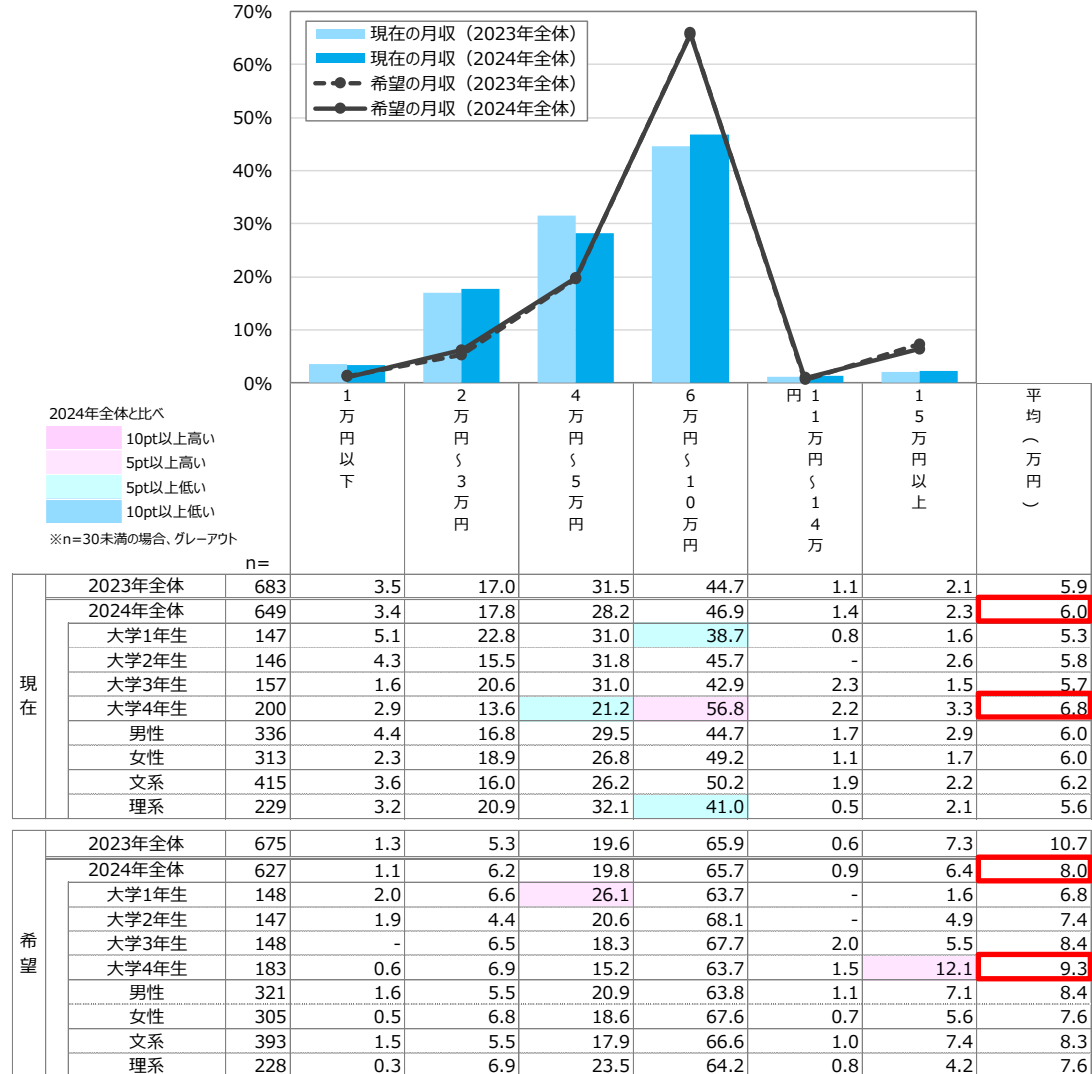 70%
60%
50%
40%
30%
20%
10%
0%
現在の月収（2023年全体）
現在の月収（2024年全体）
希望の月収（2023年全体）
希望の月収（2024年全体）
2024年全体と比べ
10pt以上高い
5pt以上高い
5pt以上低い
10pt以上低い
※n=30未満の場合、グレーアウト
n=
1万円以下
2万円～3万円
4万円～5万円
6万円～10万円
11万円～14万円
15万円以上
平均（万円）
現在
2023年全体 683 3.5 17.0 31.5 44.7 1.1 2.1 5.9
2024年全体 649 3.4 17.8 28.2 46.9 1.4 2.3 6.0
大学1年生 147 5.1 22.8 31.0 38.7 0.8 1.6 5.3
大学2年生 146 4.3 15.5 31.8 45.7 - 2.6 5.8
大学3年生 157 1.6 20.6 31.0 42.9 2.3 1.5 5.7
大学4年生 200 2.9 13.6 21.2 56.8 2.2 3.3 6.8
男性 336 4.4 16.8 29.5 44.7 1.7 2.9 6.0
女性 313 2.3 18.9 26.8 49.2 1.1 1.7 6.0
文系 415 3.6 16.0 26.2 50.2 1.9 2.2 6.2
理系 229 3.2 20.9 32.1 41.0 0.5 2.1 5.6
希望
2023年全体 675 1.3 5.3 19.6 65.9 0.6 7.3 10.7
2024年全体 627 1.1 6.2 19.8 65.7 0.9 6.4 8.0
大学1年生 148 2.0 6.6 26.1 63.7 - 1.6 6.8
大学2年生 147 1.9 4.4 20.6 68.1 - 4.9 7.4
大学3年生 148 - 6.5 18.3 67.7 2.0 5.5 8.4
大学4年生 183 0.6 6.9 15.2 63.7 1.5 12.1 9.3
男性 321 1.6 5.5 20.9 63.8 1.1 7.1 8.4
女性 305 0.5 6.8 18.6 67.6 0.7 5.6 7.6
文系 393 1.5 5.5 17.9 66.6 1.0 7.4 8.3
理系 228 0.3 6.9 23.5 64.2 0.8 4.2 7.6